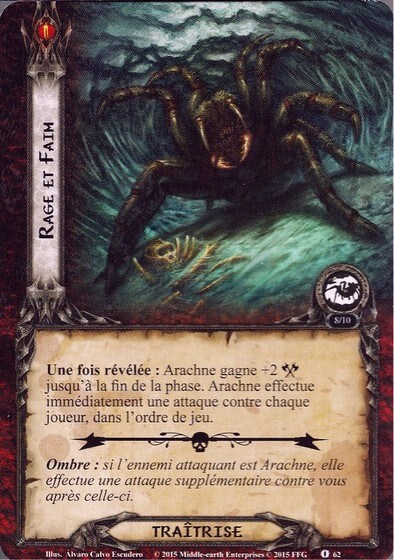 Rage et Faim
8/10
Une fois révélée : Arachne gagne +2
jusqu'à la fin de la phase. Arachne effectue
immédiatement une attaque contre chaque
joueur, dans l'ordre de jeu.
Ombre : si l'ennemi attaquant est Arachne, elle
effectue une attaque supplémentaire contre vous
après celle-ci.
TRAÎTRISE
Illus. Álvaro Calvo Escudero © 2015 Middle-earth Enterprises © 2015 FFG 62